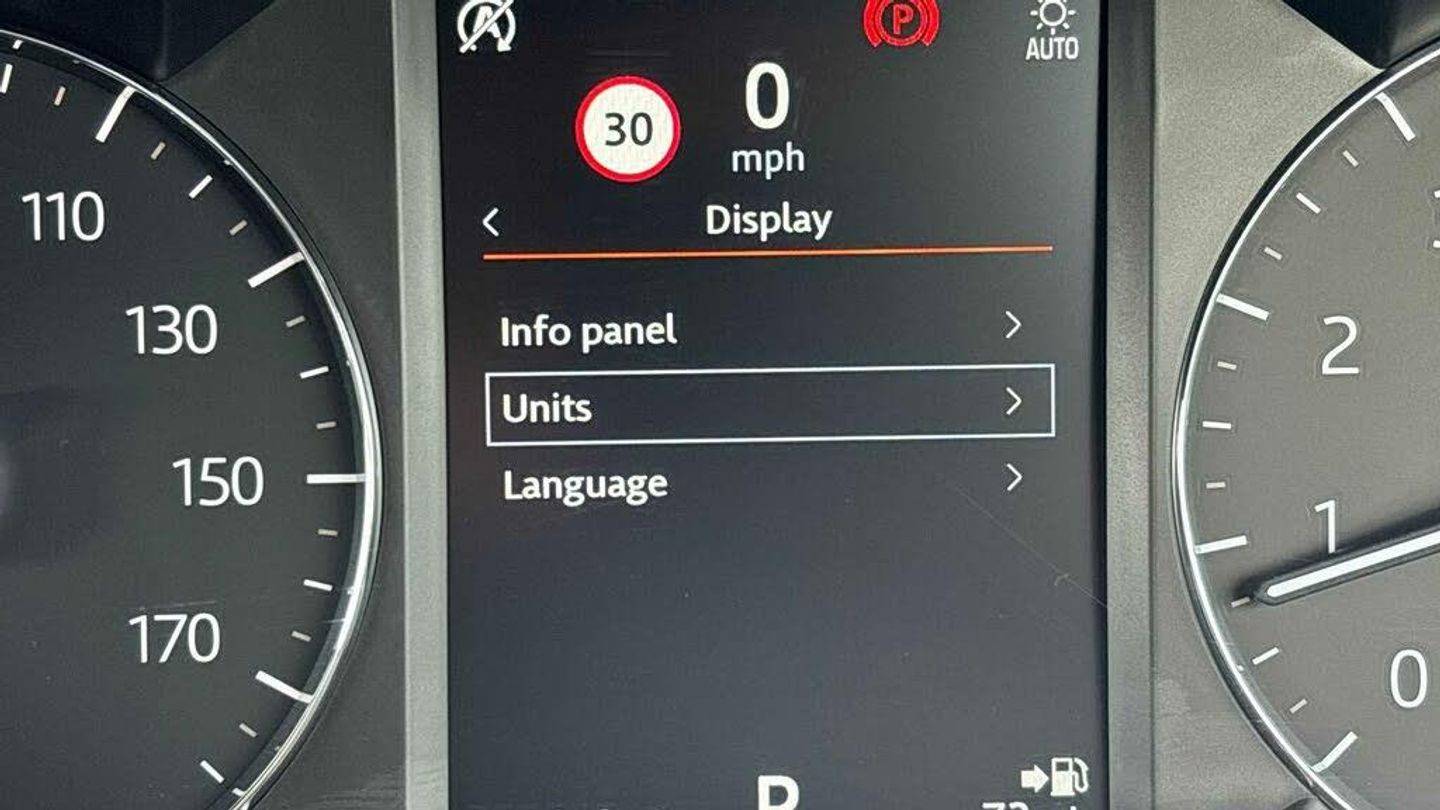 P
AUTO
30
0
mph
Display
Info panel
Units
Language
110
130
150
170
2
1
0
P